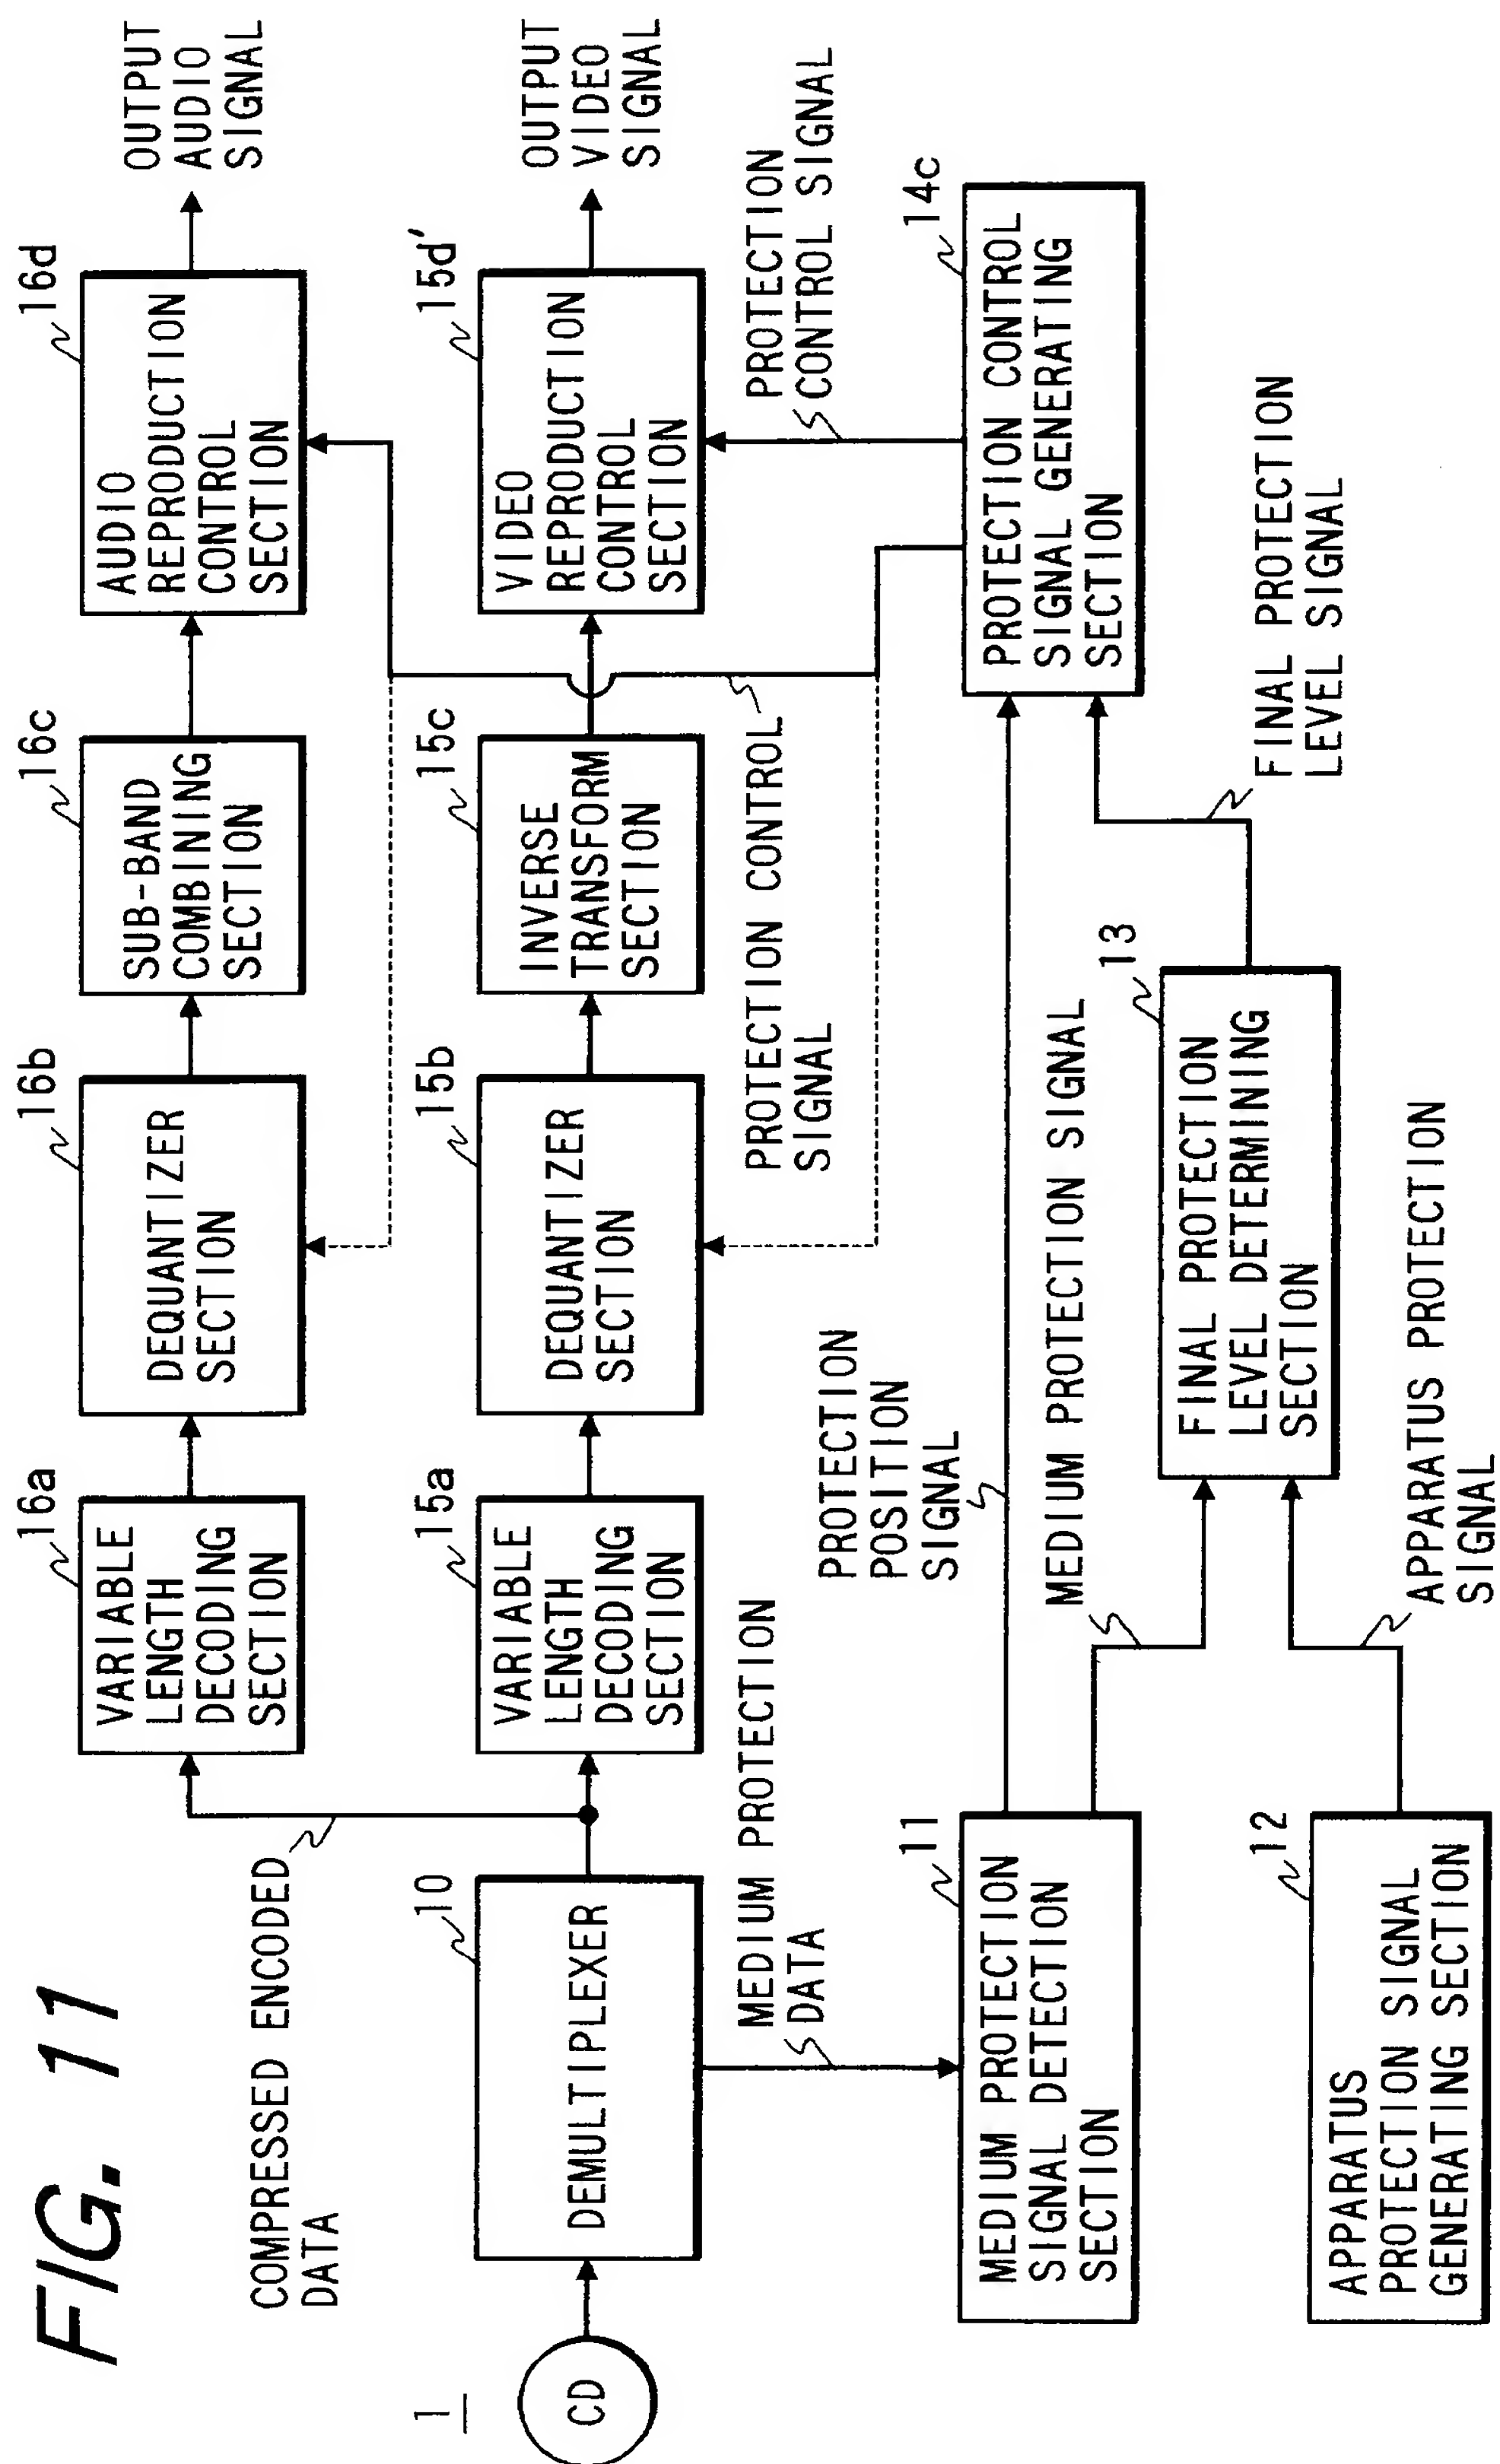 FIG. 11
1
CD
10
DEMULTIPLEXER
COMPRESSED ENCODED
DATA
16a
VARIABLE
LENGTH
DECODING
SECTION
16b
DEQUANTIZER
SECTION
16c
SUB-BAND
COMBINING
SECTION
16d
AUDIO
REPRODUCTION
CONTROL
SECTION
OUTPUT
AUDIO
SIGNAL
15a
VARIABLE
LENGTH
DECODING
SECTION
15b
DEQUANTIZER
SECTION
15c
INVERSE
TRANSFORM
SECTION
15d'
VIDEO
REPRODUCTION
CONTROL
SECTION
OUTPUT
VIDEO
SIGNAL
MEDIUM PROTECTION
DATA
PROTECTION CONTROL
SIGNAL
PROTECTION
CONTROL SIGNAL
PROTECTION
POSITION
SIGNAL
11
MEDIUM PROTECTION
SIGNAL DETECTION
SECTION
14c
PROTECTION CONTROL
SIGNAL GENERATING
SECTION
MEDIUM PROTECTION SIGNAL
13
FINAL PROTECTION
LEVEL DETERMINING
SECTION
FINAL PROTECTION
LEVEL SIGNAL
12
APPARATUS
PROTECTION SIGNAL
GENERATING SECTION
APPARATUS PROTECTION
SIGNAL